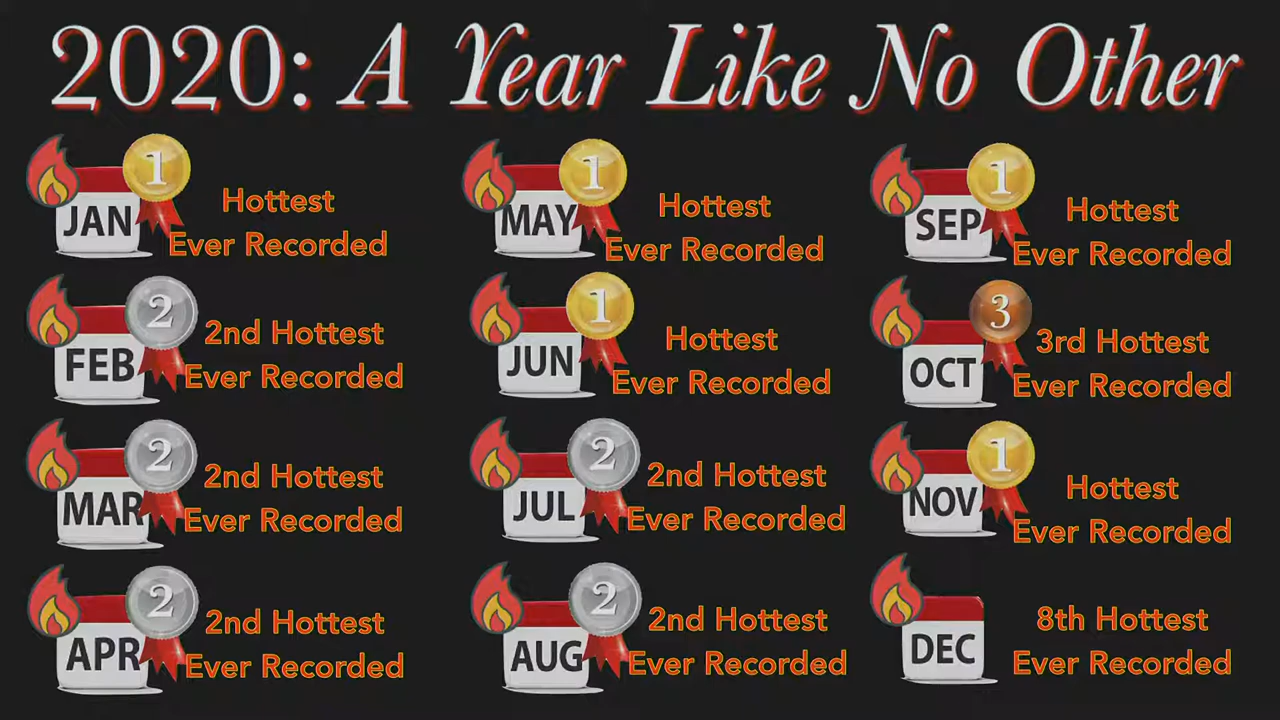 2020: A Year Like No Other
1
JAN
Hottest
Ever Recorded
2
FEB
2nd Hottest
Ever Recorded
2
MAR
2nd Hottest
Ever Recorded
2
APR
2nd Hottest
Ever Recorded
1
MAY
Hottest
Ever Recorded
1
JUN
Hottest
Ever Recorded
2
JUL
2nd Hottest
Ever Recorded
2
AUG
2nd Hottest
Ever Recorded
1
SEP
Hottest
Ever Recorded
3
OCT
3rd Hottest
Ever Recorded
1
NOV
Hottest
Ever Recorded
DEC
8th Hottest
Ever Recorded